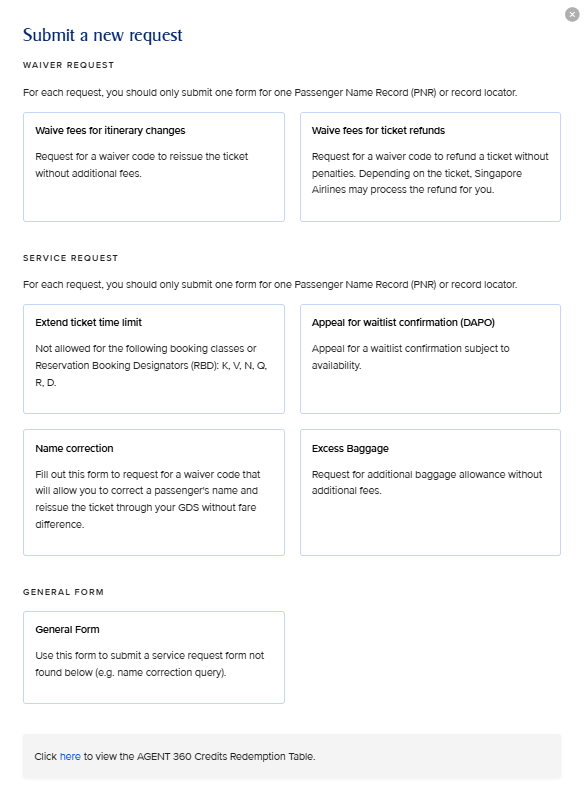 Submit a new request
WAIVER REQUEST
For each request, you should only submit one form for one Passenger Name Record (PNR) or record locator.
Waive fees for itinerary changes
Request for a waiver code to reissue the ticket
without additional fees.
Waive fees for ticket refunds
Request for a waiver code to refund a ticket without
penalties. Depending on the ticket, Singapore
Airlines may process the refund for you.
SERVICE REQUEST
For each request, you should only submit one form for one Passenger Name Record (PNR) or record locator.
Extend ticket time limit
Not allowed for the following booking classes or
Reservation Booking Designators (RBD): K, V, N, Q,
R, D.
Appeal for waitlist confirmation (DAPO)
Appeal for a waitlist confirmation subject to
availability.
Name correction
Fill out this form to request for a waiver code that
will allow you to correct a passenger's name and
reissue the ticket through your GDS without fare
difference.
Excess Baggage
Request for additional baggage allowance without
additional fees.
GENERAL FORM
General Form
Use this form to submit a service request form not
found below (e.g. name correction query).
Click here to view the AGENT 360 Credits Redemption Table.